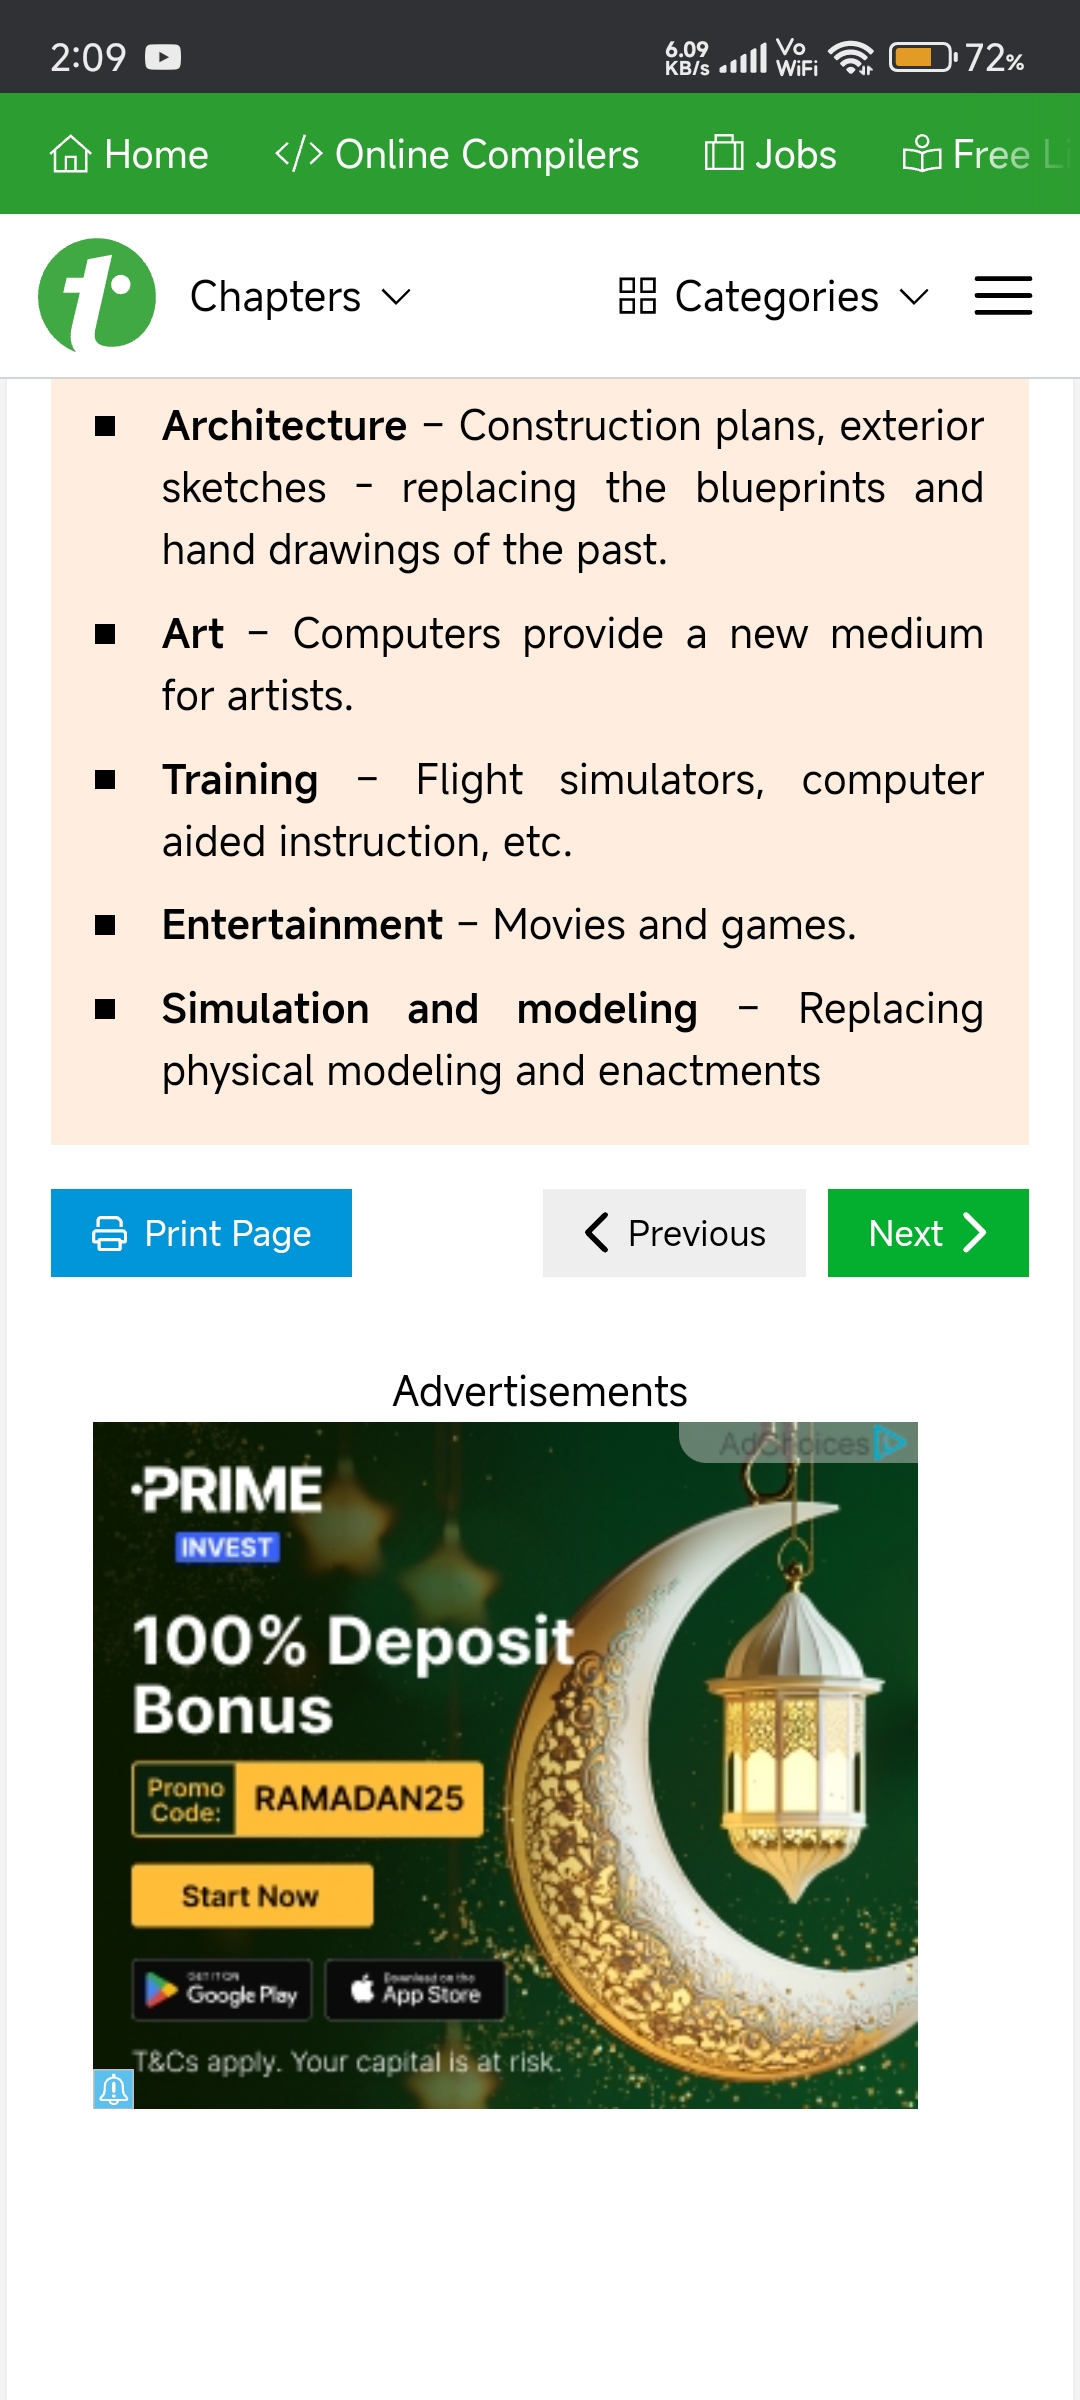 2:09
6.09 KB/s
Vo WiFi
72%
Home
Online Compilers
Jobs
Free Li
Chapters
Categories
Architecture – Construction plans, exterior
sketches - replacing the blueprints and
hand drawings of the past.
Art – Computers provide a new medium
for artists.
Training – Flight simulators, computer
aided instruction, etc.
Entertainment – Movies and games.
Simulation and modeling – Replacing
physical modeling and enactments
Print Page
Previous
Next
Advertisements
AdChoices
PRIME
INVEST
100% Deposit
Bonus
Promo
Code:
RAMADAN25
Start Now
GET IT ON
Google Play
Download on the
App Store
T&Cs apply. Your capital is at risk.